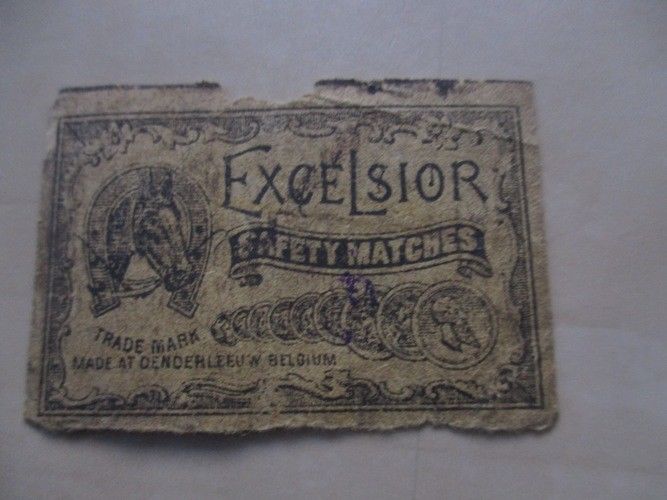 EXCELSIOR
SAFETY MATCHES
TRADE MARK
MADE AT DENDERLEEUW BELGIUM